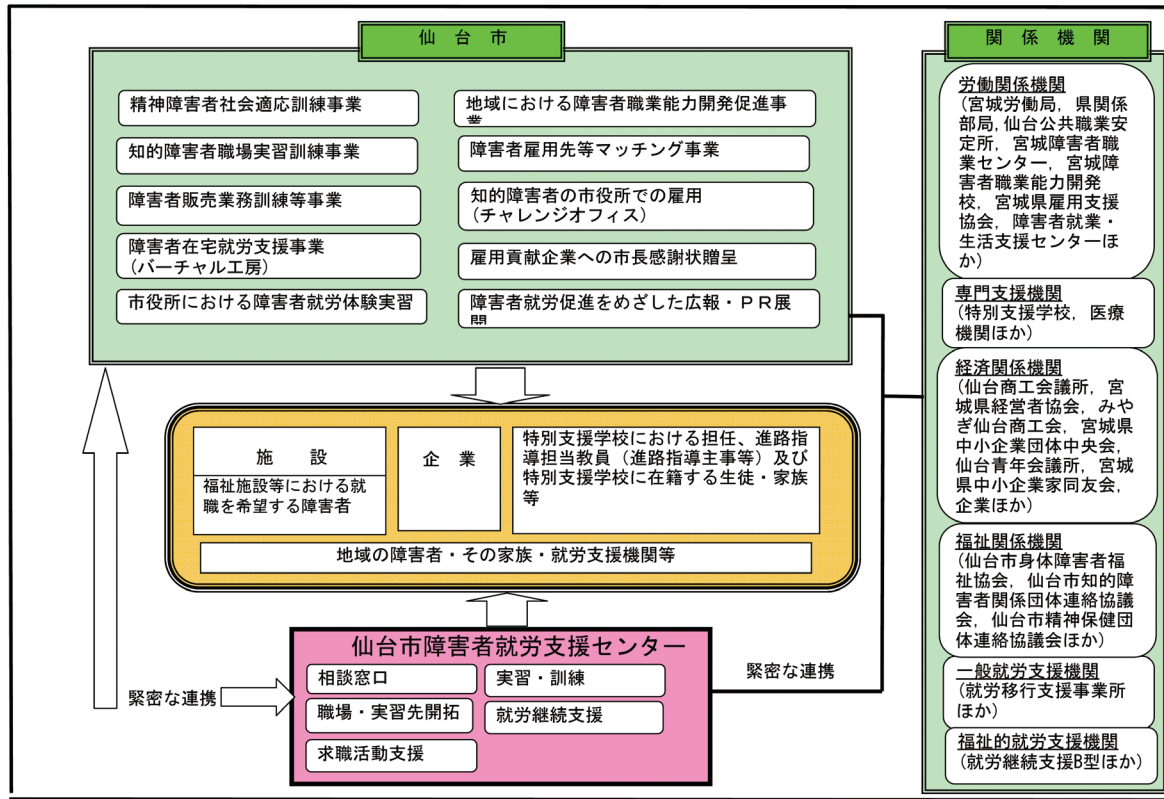 仙 台 市
精神障害者社会適応訓練事業
知的障害者職場実習訓練事業
障害者販売業務訓練等事業
障害者在宅就労支援事業
(バーチャル工房)
市役所における障害者就労体験実習
地域における障害者職業能力開発促進事
業
障害者雇用先等マッチング事業
知的障害者の市役所での雇用
(チャレンジオフィス)
雇用貢献企業への市長感謝状贈呈
障害者就労促進をめざした広報・ＰＲ展
開
施 設
福祉施設等における就
職を希望する障害者
企 業
特別支援学校における担任、進路指
導担当教員（進路指導主事等）及び
特別支援学校に在籍する生徒・家族
等
地域の障害者・その家族・就労支援機関等
仙台市障害者就労支援センター
相談窓口
実習・訓練
職場・実習先開拓
就労継続支援
求職活動支援
緊密な連携
緊密な連携
関 係 機 関
労働関係機関
(宮城労働局，県関係
部局，仙台公共職業安
定所，宮城障害者職
業センター，宮城障
害者職業能力開発
校，宮城県雇用支援
協会，障害者就業・
生活支援センターほ
か)
専門支援機関
(特別支援学校，医療
機関ほか)
経済関係機関
(仙台商工会議所，宮
城県経営者協会，みや
ぎ仙台商工会，宮城県
中小企業団体中央会，
仙台青年会議所，宮城
県中小企業家同友会，
企業ほか)
福祉関係機関
(仙台市身体障害者福
祉協会，仙台市知的障
害者関係団体連絡協議
会，仙台市精神保健団
体連絡協議会ほか)
一般就労支援機関
(就労移行支援事業所
ほか)
福祉的就労支援機関
(就労継続支援B型ほか)